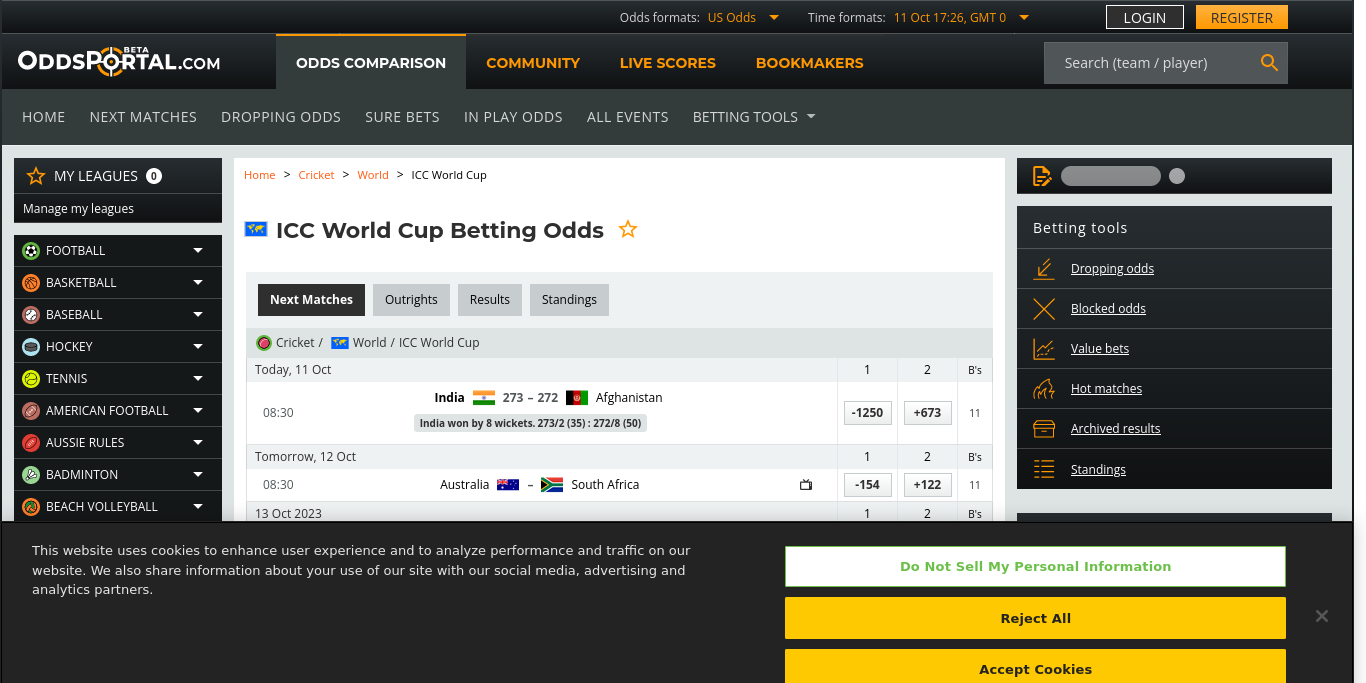 Odds formats: US Odds Time formats: 11 Oct 17:26, GMT 0 LOGIN REGISTER
ODDSPORTAL.COM BETA ODDS COMPARISON COMMUNITY LIVE SCORES BOOKMAKERS Search (team / player)
HOME NEXT MATCHES DROPPING ODDS SURE BETS IN PLAY ODDS ALL EVENTS BETTING TOOLS
MY LEAGUES 0
Manage my leagues
FOOTBALL
BASKETBALL
BASEBALL
HOCKEY
TENNIS
AMERICAN FOOTBALL
AUSSIE RULES
BADMINTON
BEACH VOLLEYBALL
Home > Cricket > World > ICC World Cup
ICC World Cup Betting Odds
Next Matches Outrights Results Standings
Cricket / World / ICC World Cup
Today, 11 Oct 1 2 B's
08:30 India 273 – 272 Afghanistan -1250 +673 11
India won by 8 wickets. 273/2 (35) : 272/8 (50)
Tomorrow, 12 Oct 1 2 B's
08:30 Australia – South Africa -154 +122 11
13 Oct 2023 1 2 B's
Betting tools
Dropping odds
Blocked odds
Value bets
Hot matches
Archived results
Standings
This website uses cookies to enhance user experience and to analyze performance and traffic on our
website. We also share information about your use of our site with our social media, advertising and
analytics partners.
Do Not Sell My Personal Information
Reject All
Accept Cookies